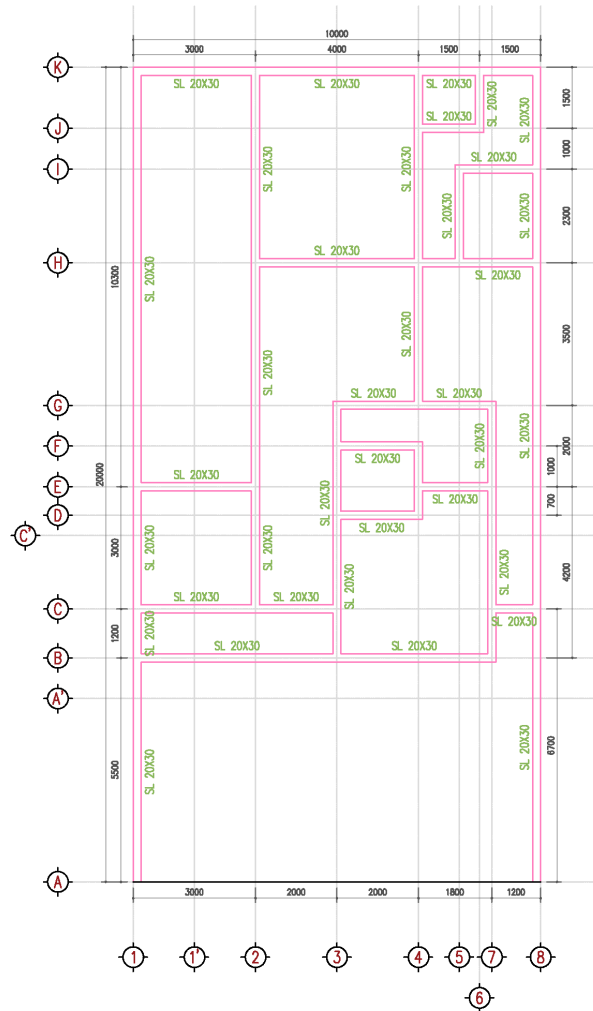 10000
3000 4000 1500 1500
K
SL 20X30 SL 20X30 SL 20X30
SL 20X30
SL 20X30
SL 20X30
1500
J
1000
SL 20X30
I
SL 20X30
SL 20X30
SL 20X30
SL 20X30
2300
SL 20X30
H
10300
SL 20X30
SL 20X30
SL 20X30
3500
SL 20X30 SL 20X30
G
2000
SL 20X30
SL 20X30
F
SL 20X30
1000
20000
SL 20X30
E
SL 20X30
SL 20X30
700
D
SL 20X30
C'
3000
SL 20X30
SL 20X30
SL 20X30
SL 20X30
4200
SL 20X30 SL 20X30
C
SL 20X30
1200
SL 20X30
SL 20X30 SL 20X30
B
A'
5500
SL 20X30
SL 20X30
6700
A
3000 2000 2000 1800 1200
1 1' 2 3 4 5 7 8
6